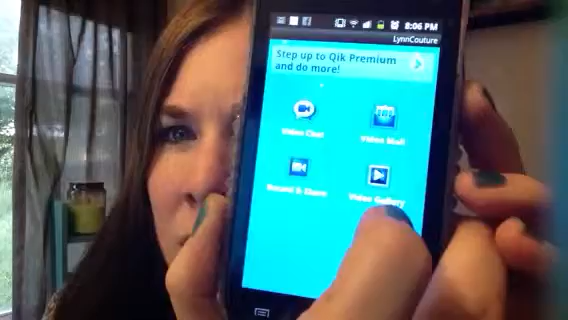 8:06 PM
LynnCouture
Step up to Qik Premium
and do more!
Video Chat
Video Mail
Record & Share
Video Gallery